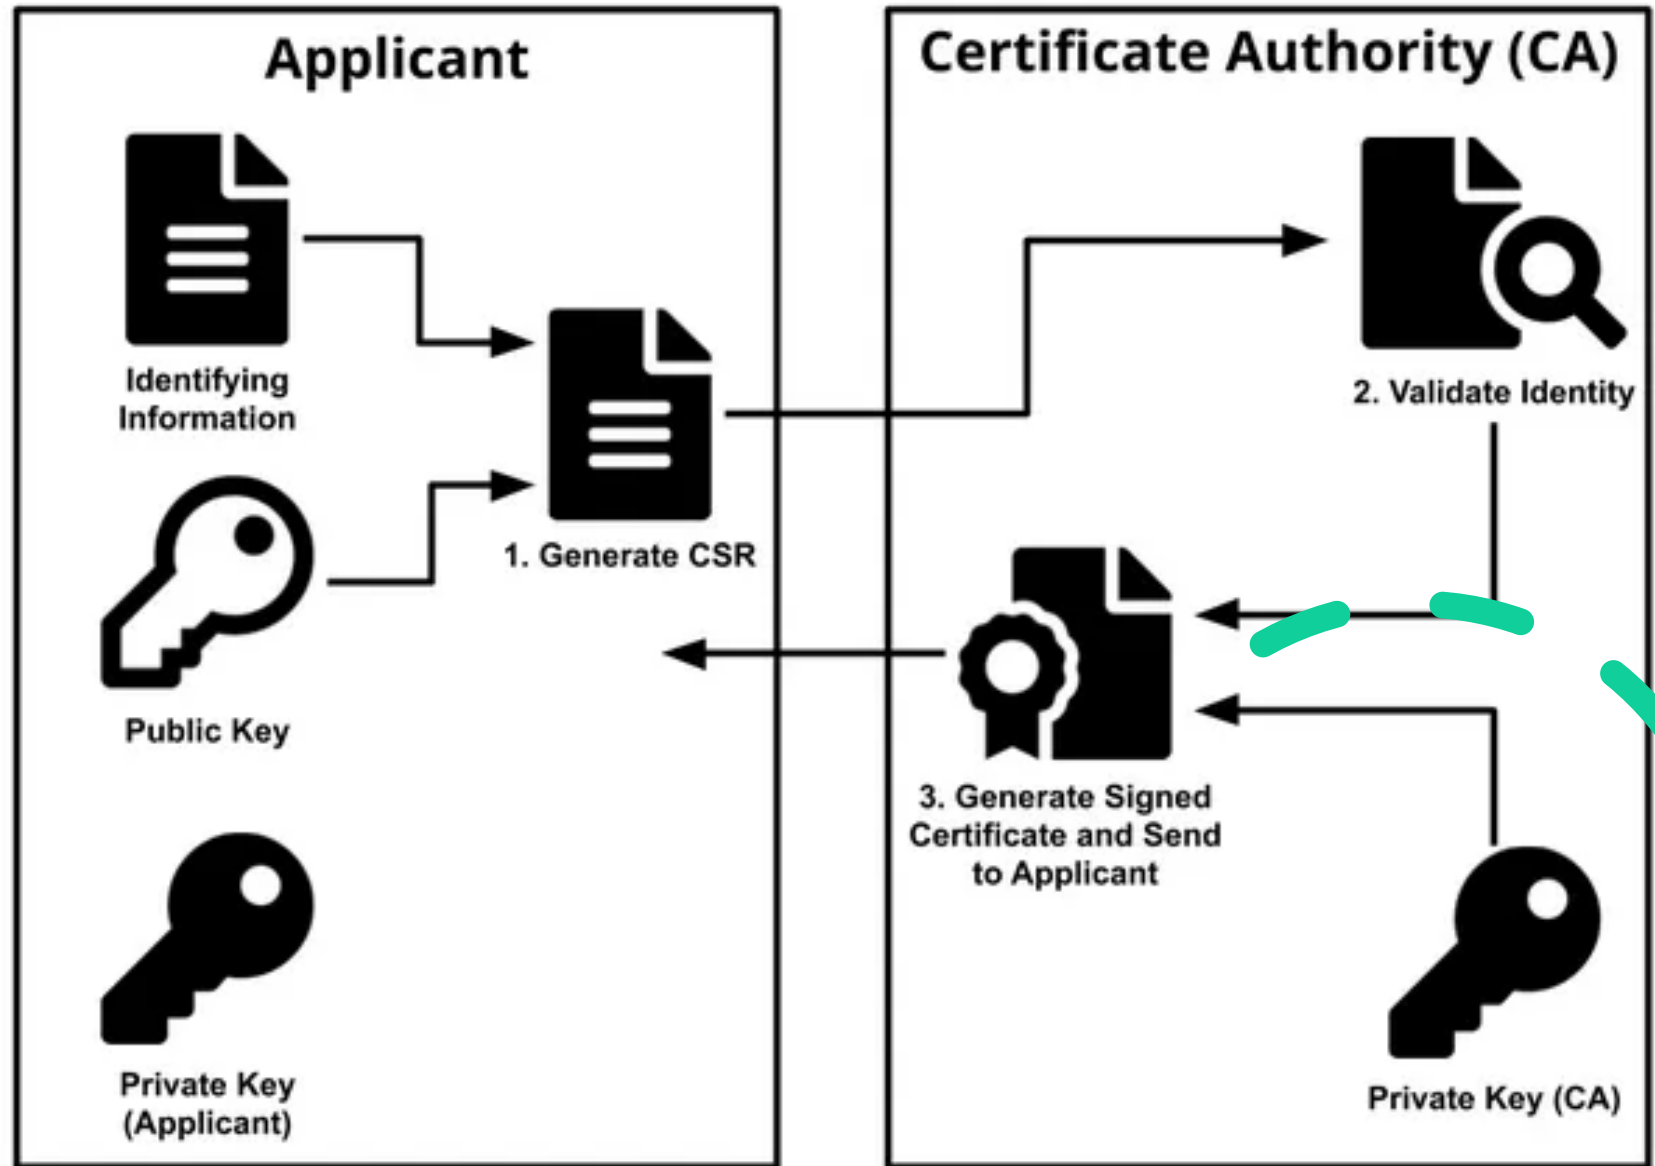 Applicant
Identifying
Information
1. Generate CSR
Public Key
Private Key
(Applicant)
Certificate Authority (CA)
2. Validate Identity
3. Generate Signed
Certificate and Send
to Applicant
Private Key (CA)